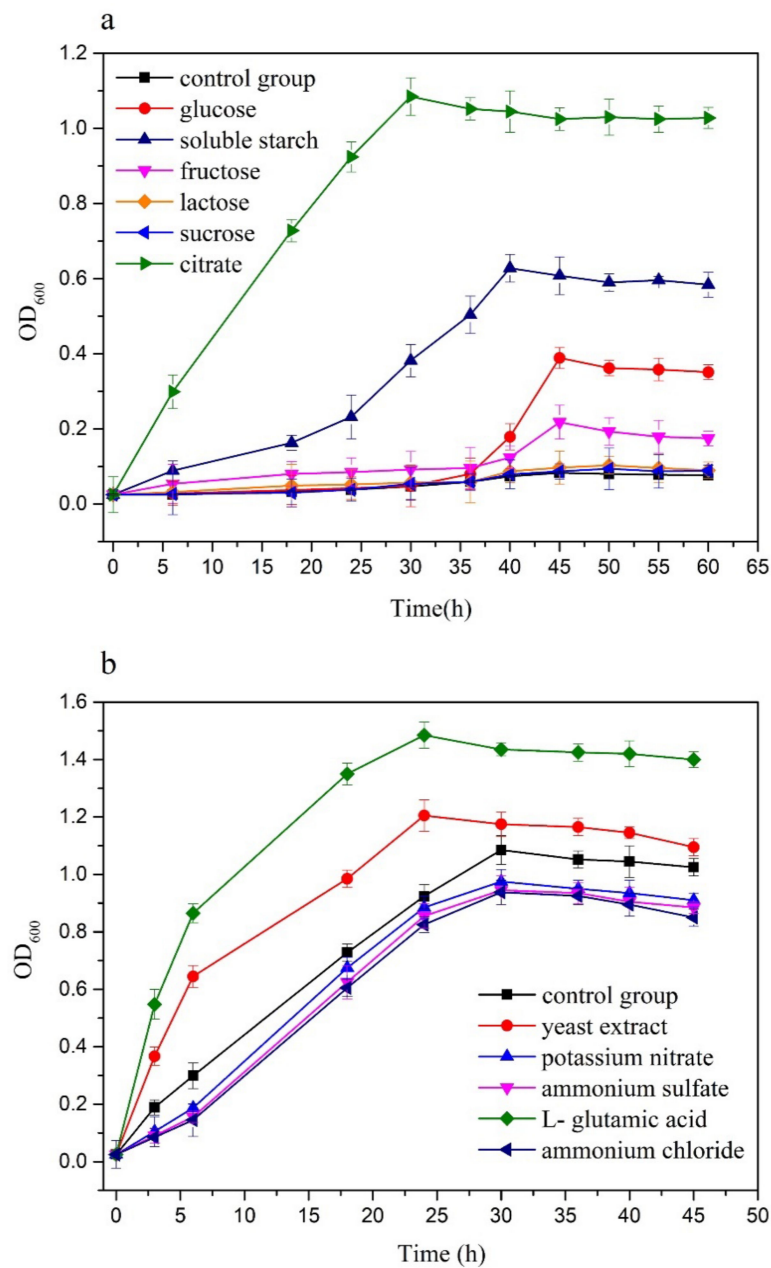 a
1.2
1.0
0.8
0.6
0.4
0.2
0.0
OD600
control group
glucose
soluble starch
fructose
lactose
sucrose
citrate
0 5 10 15 20 25 30 35 40 45 50 55 60 65
Time(h)
b
1.6
1.4
1.2
1.0
0.8
0.6
0.4
0.2
0.0
OD600
control group
yeast extract
potassium nitrate
ammonium sulfate
L- glutamic acid
ammonium chloride
0 5 10 15 20 25 30 35 40 45 50
Time (h)